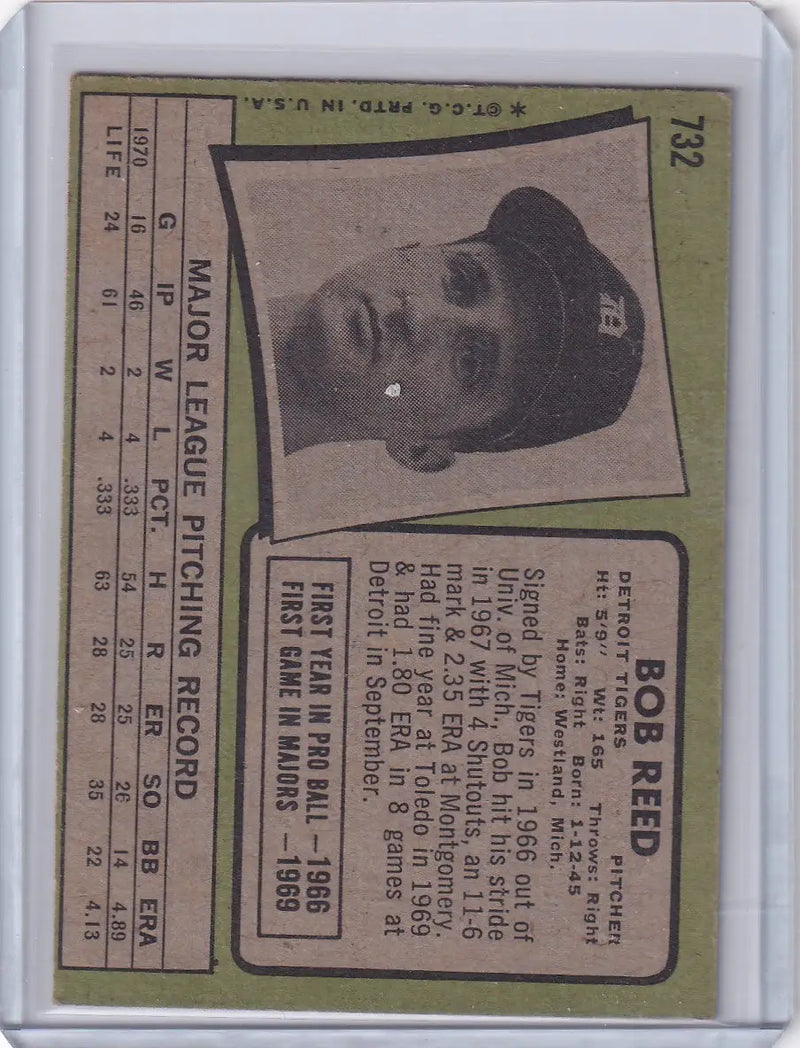 732
✱©T.C.G. PRTD. IN U.S.A.
BOB REED
DETROIT TIGERS PITCHER
Ht: 5'9" Wt: 165 Throws: Right
Bats: Right Born: 1-12-45
Home: Westland, Mich.
Signed by Tigers in 1966 out of
Univ. of Mich., Bob hit his stride
in 1967 with 4 Shutouts, an 11-6
mark & 2.35 ERA at Montgomery.
Had fine year at Toledo in 1969
& had 1.80 ERA in 8 games at
Detroit in September.
FIRST YEAR IN PRO BALL —1966
FIRST GAME IN MAJORS —1969
MAJOR LEAGUE PITCHING RECORD
G IP W L PCT. H R ER SO BB ERA
1970 16 46 2 4 .333 54 25 25 26 14 4.89
LIFE 24 61 2 4 .333 63 28 28 35 22 4.13